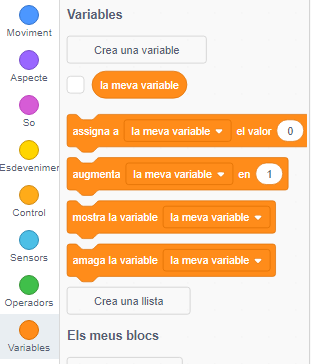 Variables
Crea una variable
la meva variable
assigna a la meva variable el valor 0
augmenta la meva variable en 1
mostra la variable la meva variable
amaga la variable la meva variable
Crea una llista
Els meus blocs
Moviment
Aspecte
So
Esdeveniment
Control
Sensors
Operadors
Variables